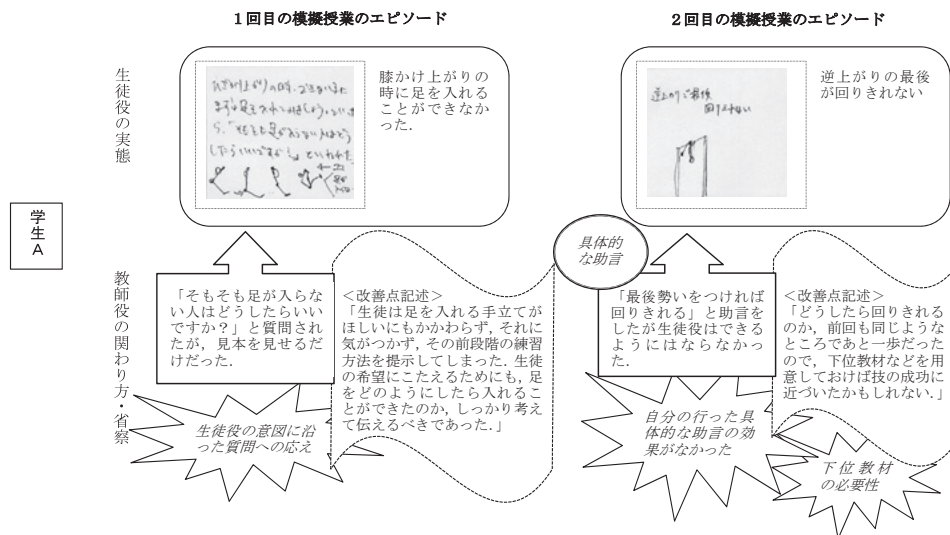 1回目の模擬授業のエピソード
2回目の模擬授業のエピソード
生徒役の実態
膝かけ上がりの
時に足を入れる
ことができなか
った.
逆上がりで最後
回りきれない
逆上がりの最後
が回りきれない
学生A
具体的
な助言
教師役の関わり方・省察
「そもそも足が入らな
い人はどうしたらいい
ですか？」と質問され
たが，見本を見せるだ
けだった.
＜改善点記述＞
「生徒は足を入れる手立てが
ほしいにもかかわらず，それに
気がつかず，その前段階の練習
方法を提示してしまった. 生徒
の希望にこたえるためにも，足
をどのようにしたら入れるこ
とができたのか，しっかり考え
て伝えるべきであった.」
生徒役の意図に沿
った質問への応え
「最後勢いをつければ
回りきれる」と助言を
したが生徒役はできる
ようにはならなかっ
た.
＜改善点記述＞
「どうしたら回りきれる
のか，前回も同じような
ところであと一歩だった
ので，下位教材などを用
意しておけば技の成功に
近づいたかもしれない.」
自分の行った具
体的な助言の効
果がなかった
下位教材
の必要性